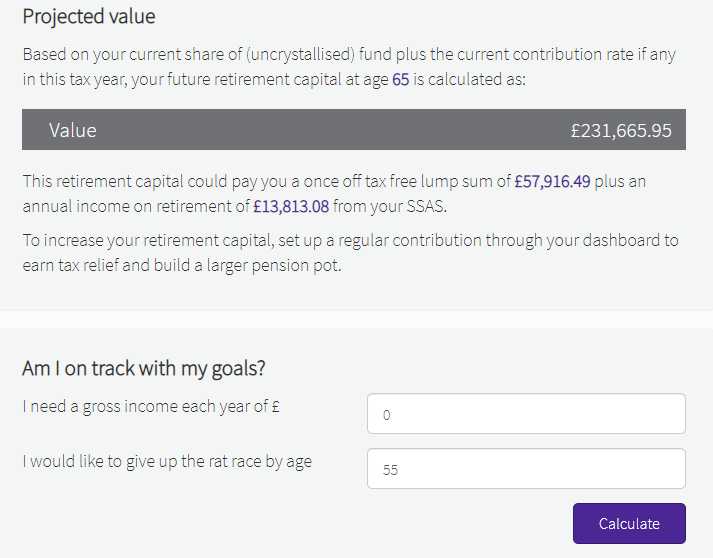 Projected value
Based on your current share of (uncrystallised) fund plus the current contribution rate if any
in this tax year, your future retirement capital at age 65 is calculated as:
Value £231,665.95
This retirement capital could pay you a once off tax free lump sum of £57,916.49 plus an
annual income on retirement of £13,813.08 from your SSAS.
To increase your retirement capital, set up a regular contribution through your dashboard to
earn tax relief and build a larger pension pot.
Am I on track with my goals?
I need a gross income each year of £ 0
I would like to give up the rat race by age 55
Calculate